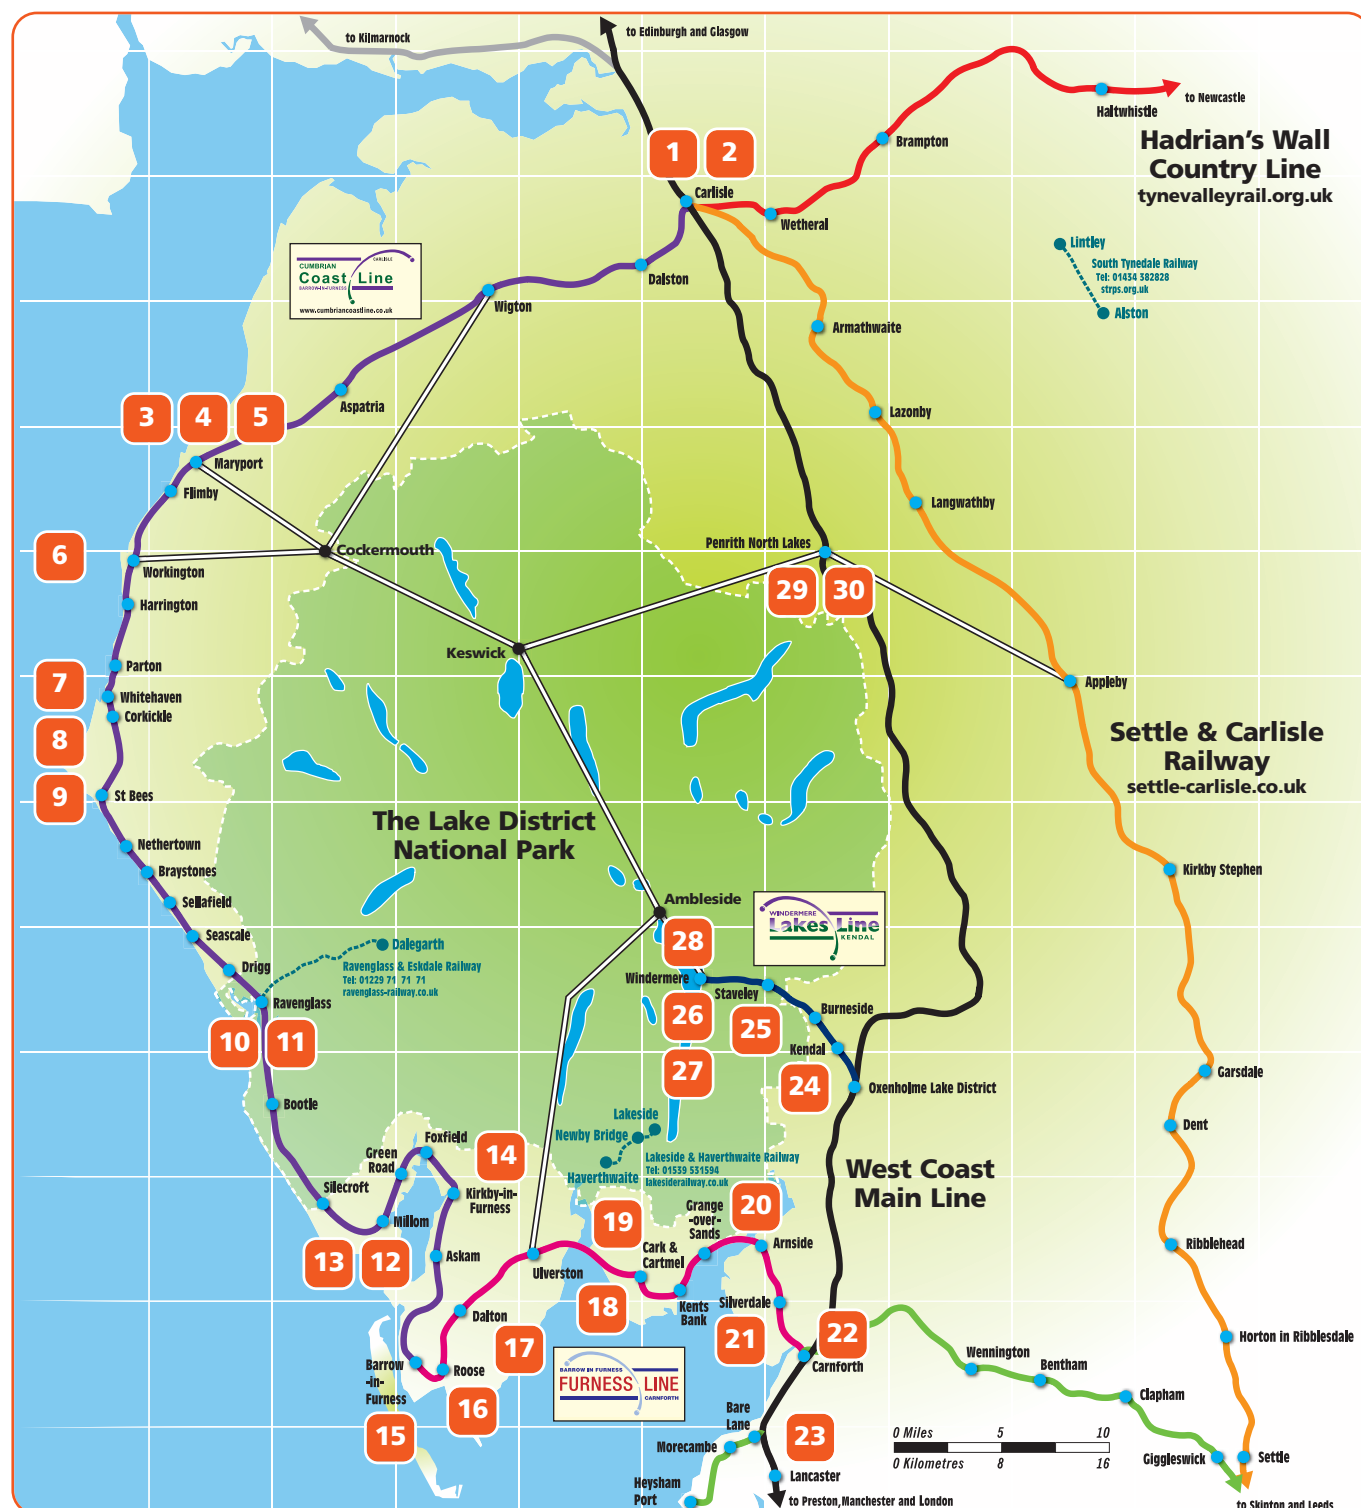 to Kilmarnock
to Edinburgh and Glasgow
to Newcastle
Haltwhistle
Brampton
Hadrian's Wall
Country Line
tynevalleyrail.org.uk
1 2
Carlisle
Wetheral
Lintley
South Tynedale Railway
Tel: 01434 382828
strps.org.uk
Alston
CUMBRIAN
CARLISLE
Coast Line
BARROW-IN-FURNESS
www.cumbriancoastline.co.uk
Dalston
Wigton
Armathwaite
Aspatria
Lazonby
3 4 5
Maryport
Flimby
Langwathby
6
Workington
Cockermouth
Penrith North Lakes
29 30
Harrington
Keswick
Parton
7
Whitehaven
Corkickle
8
Appleby
Settle & Carlisle
Railway
settle-carlisle.co.uk
9
St Bees
The Lake District
National Park
Nethertown
Braystones
Sellafield
Seascale
Kirkby Stephen
Ambleside
WINDERMERE
Lakes Line
KENDAL
28
Drigg
Dalegarth
Ravenglass & Eskdale Railway
Tel: 01229 71 71 71
ravenglass-railway.co.uk
Windermere
Staveley
Ravenglass
10 11
26
25
Burneside
27
Kendal
24
Oxenholme Lake District
Garsdale
Bootle
Dent
Lakeside
Newby Bridge
Haverthwaite
Lakeside & Haverthwaite Railway
Tel: 01539 531594
lakesiderailway.co.uk
Foxfield
14
Green
Road
Silecroft
Kirkby-in-
Furness
Millom
West Coast
Main Line
13 12
Askam
19
Grange
-over-
Sands
20
Arnside
Cark &
Cartmel
Ulverston
Ribblehead
18
Kents
Bank
Silverdale
Dalton
17
21
22
Carnforth
Horton in Ribblesdale
Barrow
-in-
Furness
Roose
16
15
BARROW IN FURNESS
FURNESS LINE
CARNFORTH
Wennington
Bentham
Clapham
Bare
Lane
Morecambe
23
0 Miles 5 10
0 Kilometres 8 16
Giggleswick
Settle
Heysham
Port
Lancaster
to Preston,Manchester and London
to Skipton and Leeds